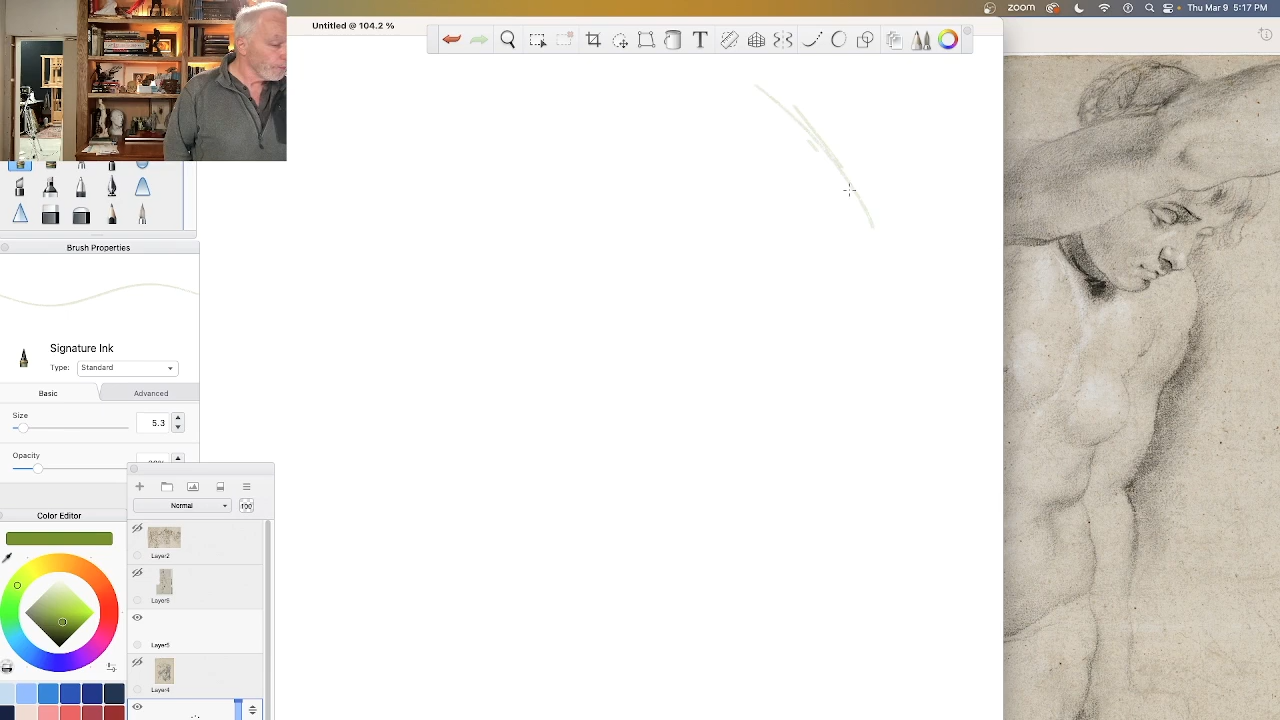 zoom
Thu Mar 9 5:17 PM
Untitled @ 104.2 %
T
Brush Properties
Signature Ink
Type: Standard
Basic Advanced
Size
5.3
Opacity
Normal
100
Color Editor
Layer2
Layer6
Layer5
Layer4